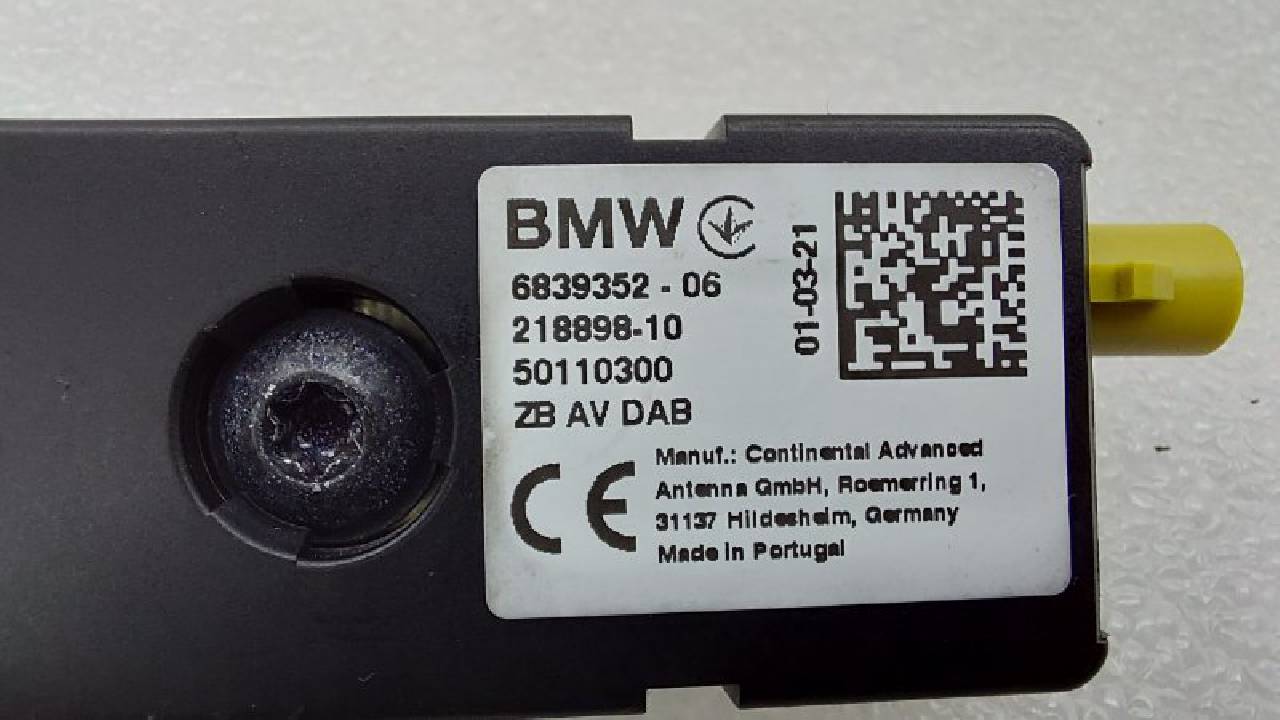 BMW
6839352 - 06
218898-10
50110300
ZB AV DAB
01-03-21
CE
Manuf.: Continental Advanced
Antenna GmbH, Roemerring 1,
31137 Hildesheim, Germany
Made in Portugal